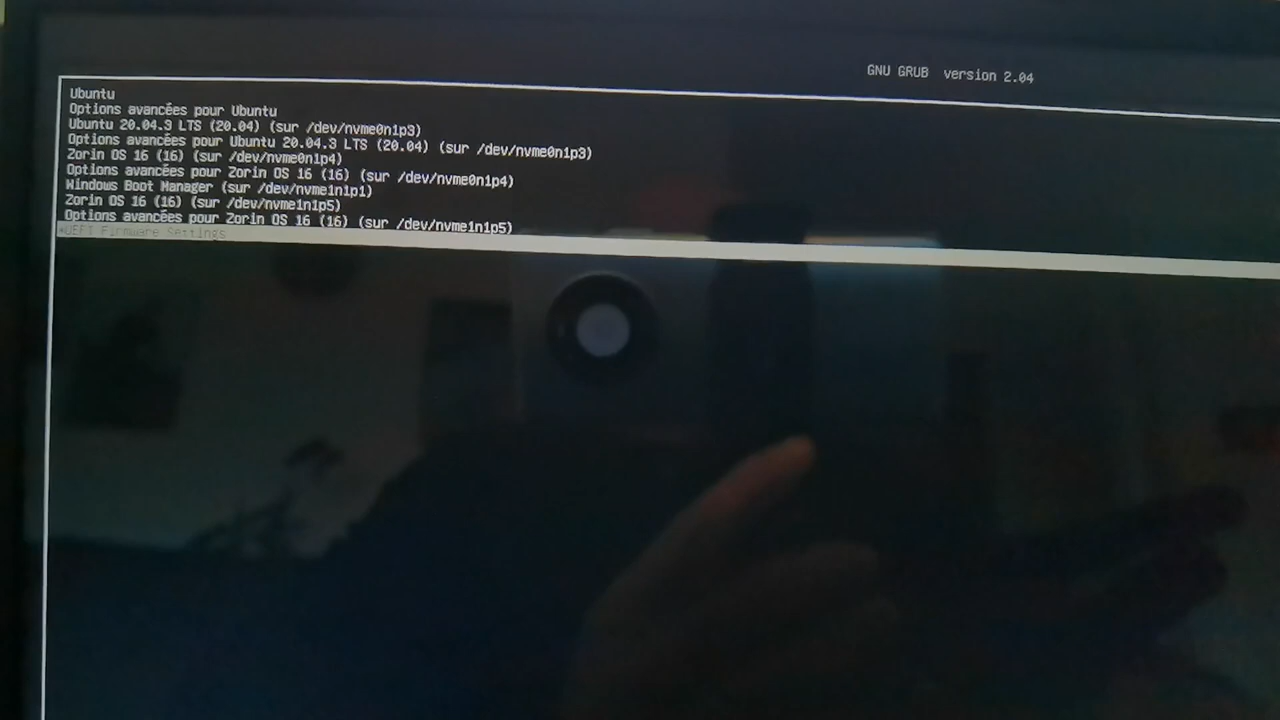 GNU GRUB version 2.04
Ubuntu
Options avancées pour Ubuntu
Ubuntu 20.04.3 LTS (20.04) (sur /dev/nvme0n1p3)
Options avancées pour Ubuntu 20.04.3 LTS (20.04) (sur /dev/nvme0n1p3)
Zorin OS 16 (16) (sur /dev/nvme0n1p4)
Options avancées pour Zorin OS 16 (16) (sur /dev/nvme0n1p4)
Windows Boot Manager (sur /dev/nvme1n1p1)
Zorin OS 16 (16) (sur /dev/nvme1n1p5)
Options avancées pour Zorin OS 16 (16) (sur /dev/nvme1n1p5)
*UEFI Firmware Settings